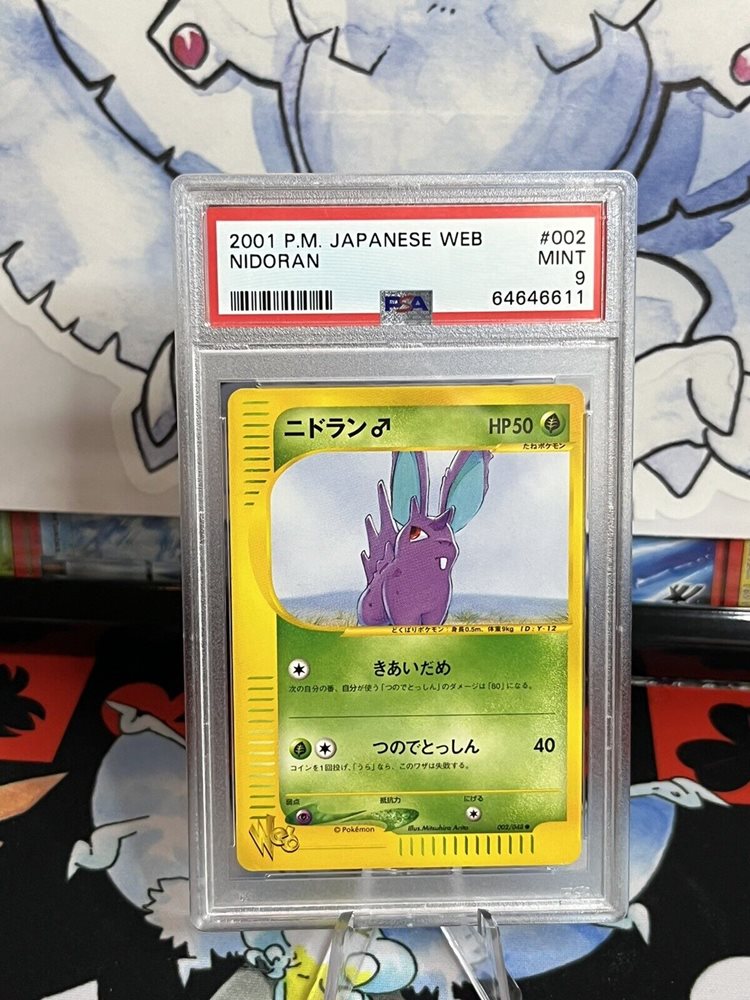 2001 P.M. JAPANESE WEB #002
NIDORAN MINT
9
PSA 64646611
ニドラン♂ HP50
たねポケモン
どくばりポケモン 身長0.5m、体重9kg ID:Y-12
きあいだめ
次の自分の番、自分が使う「つのでとっしん」のダメージは「80」になる。
つのでとっしん 40
コインを1回投げ、「うら」なら、このワザは失敗する。
弱点 抵抗力 にげる
Web ©Pokémon Illus.Mitsuhiro Arita 002/048